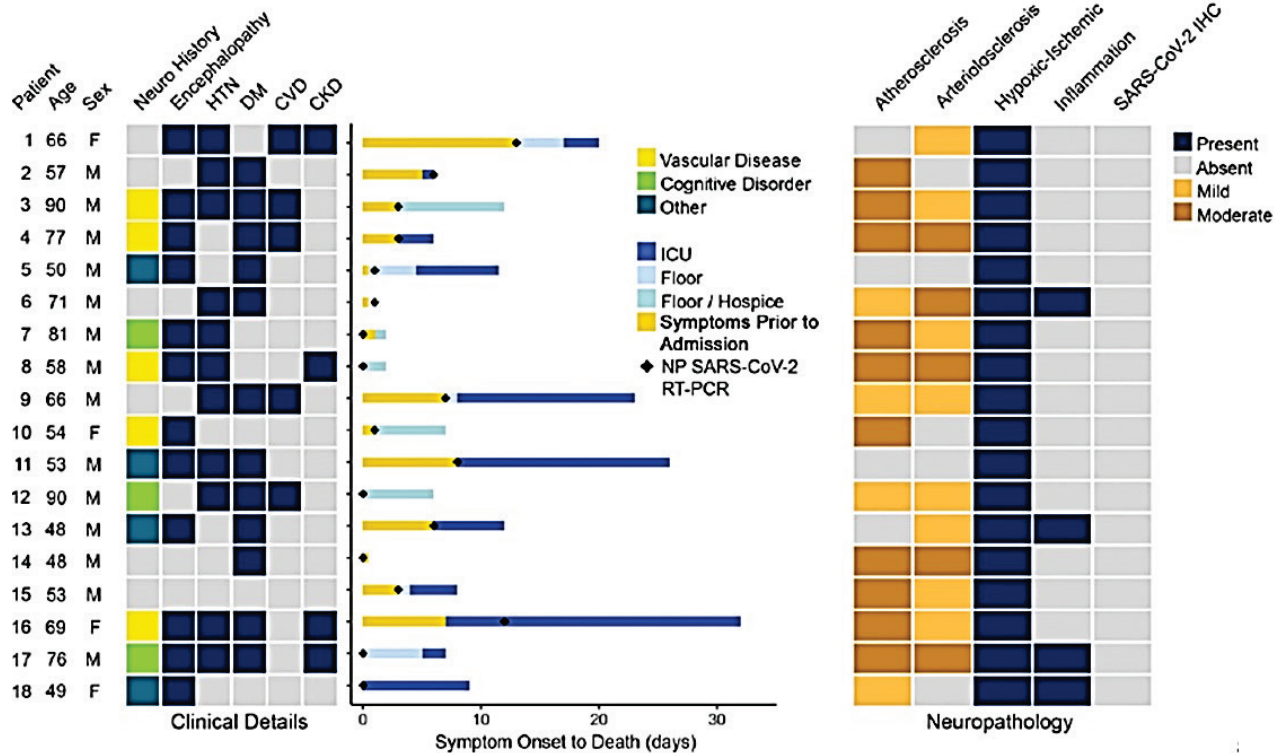 Patient Age Sex Neuro History Encephalopathy HTN DM CVD CKD
Atherosclerosis Arteriolosclerosis Hypoxic-Ischemic Inflammation SARS-CoV-2 IHC
1 66 F
2 57 M
3 90 M
4 77 M
5 50 M
6 71 M
7 81 M
8 58 M
9 66 M
10 54 F
11 53 M
12 90 M
13 48 M
14 48 M
15 53 M
16 69 F
17 76 M
18 49 F
Vascular Disease
Cognitive Disorder
Other
ICU
Floor
Floor / Hospice
Symptoms Prior to
Admission
NP SARS-CoV-2
RT-PCR
Present
Absent
Mild
Moderate
0 10 20 30
Clinical Details
Symptom Onset to Death (days)
Neuropathology